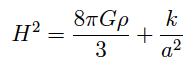 H² = 8πGρ/3 + k/a²